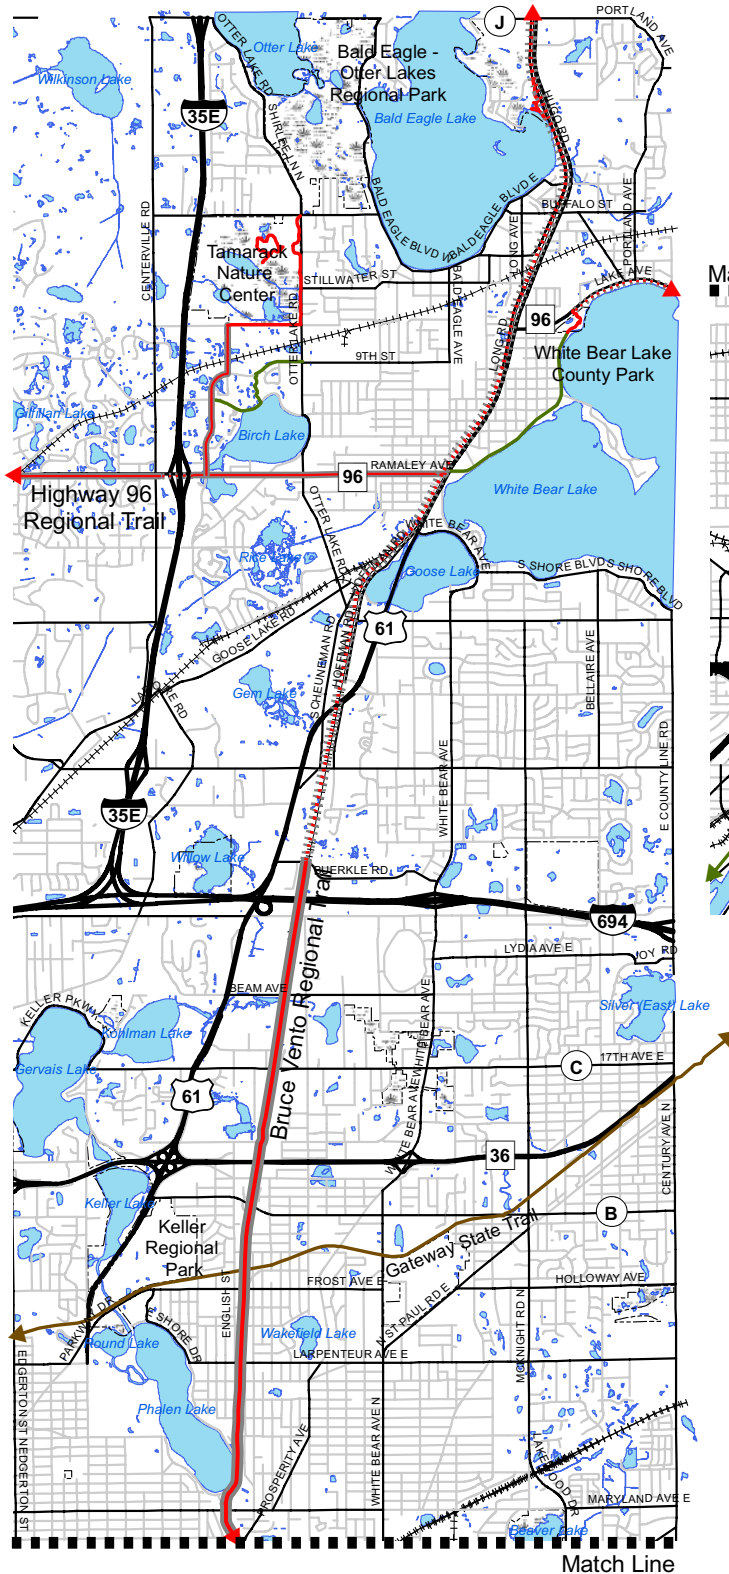 PORTLAND AVE
J
OTTER LAKE RD
Otter Lake
Bald Eagle -
Otter Lakes
Regional Park
Wilkinson Lake
35E
SHIRLEE LN N
Bald Eagle Lake
HUGO RD
BALD EAGLE BLVD W
BALD EAGLE BLVD E
BUFFALO ST
CENTERVILLE RD
LONG AVE
PORTLAND AVE
Tamarack
Nature
Center
STILLWATER ST
BALD EAGLE AVE
LAKE AVE
OTTER LAKE RD
96
LONG RD
9TH ST
White Bear Lake
County Park
Gilfillan Lake
Birch Lake
RAMALEY AVE
96
Highway 96
Regional Trail
White Bear Lake
OTTER LAKE RD
WHITE BEAR AVE
Goose Lake
S SHORE BLVD
S SHORE BLVD
GOOSE LAKE RD
61
SCHEUNEMAN RD
HOFFMAN RD
BELLAIRE AVE
Gem Lake
E COUNTY LINE RD
WHITE BEAR AVE
35E
Willow Lake
BUERKLE RD
694
LYDIA AVE E
JOY RD
BEAM AVE
Bruce Vento Regional Trail
KELLER PKWY
Kohlman Lake
WHITE BEAR AVE
Silver (East) Lake
Gervais Lake
C
17TH AVE E
61
WHITE BEAR AVE
36
CENTURY AVE N
Keller Lake
Keller
Regional
Park
B
Gateway State Trail
FROST AVE E
HOLLOWAY AVE
PARKWAY DR
E SHORE DR
ENGLISH ST
N ST PAUL RD E
MCKNIGHT RD N
Round Lake
Wakefield Lake
LARPENTEUR AVE E
EDGERTON ST N
EDGERTON ST
Phalen Lake
WHITE BEAR AVE N
PROSPERITY AVE
LAKEWOOD DR
MARYLAND AVE E
Beaver Lake
Match Line